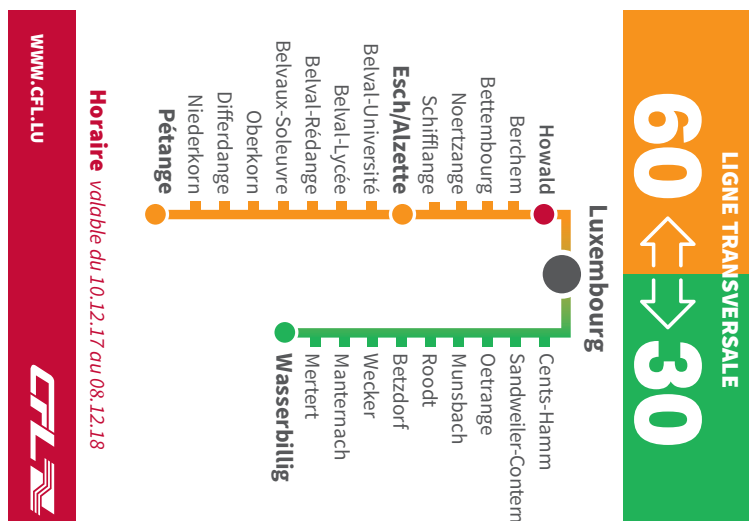 LIGNE TRANSVERSALE
60 30
Luxembourg
Howald
Berchem
Bettembourg
Noertzange
Schifflange
Esch/Alzette
Belval-Université
Belval-Lycée
Belval-Rédange
Belvaux-Soleuvre
Oberkorn
Differdange
Niederkorn
Pétange
Cents-Hamm
Sandweiler-Contern
Oetrange
Munsbach
Roodt
Betzdorf
Wecker
Manternach
Mertert
Wasserbillig
Horaire valable du 10.12.17 au 08.12.18
WWW.CFL.LU
CFL